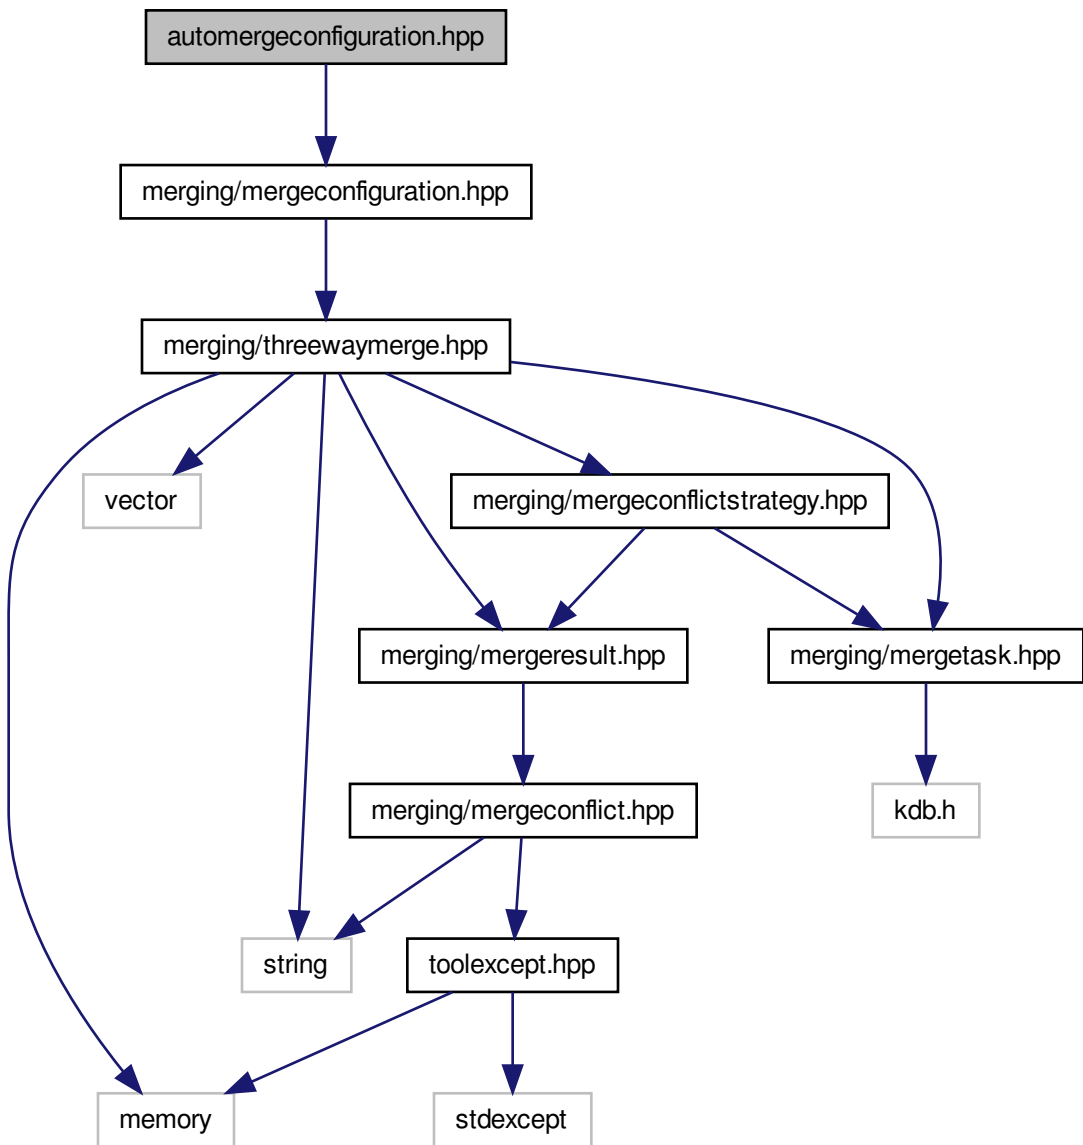 automergeconfiguration.hpp
merging/mergeconfiguration.hpp
merging/threewaymerge.hpp
vector
merging/mergeconflictstrategy.hpp
merging/mergeresult.hpp
merging/mergetask.hpp
merging/mergeconflict.hpp
kdb.h
string
toolexcept.hpp
memory
stdexcept